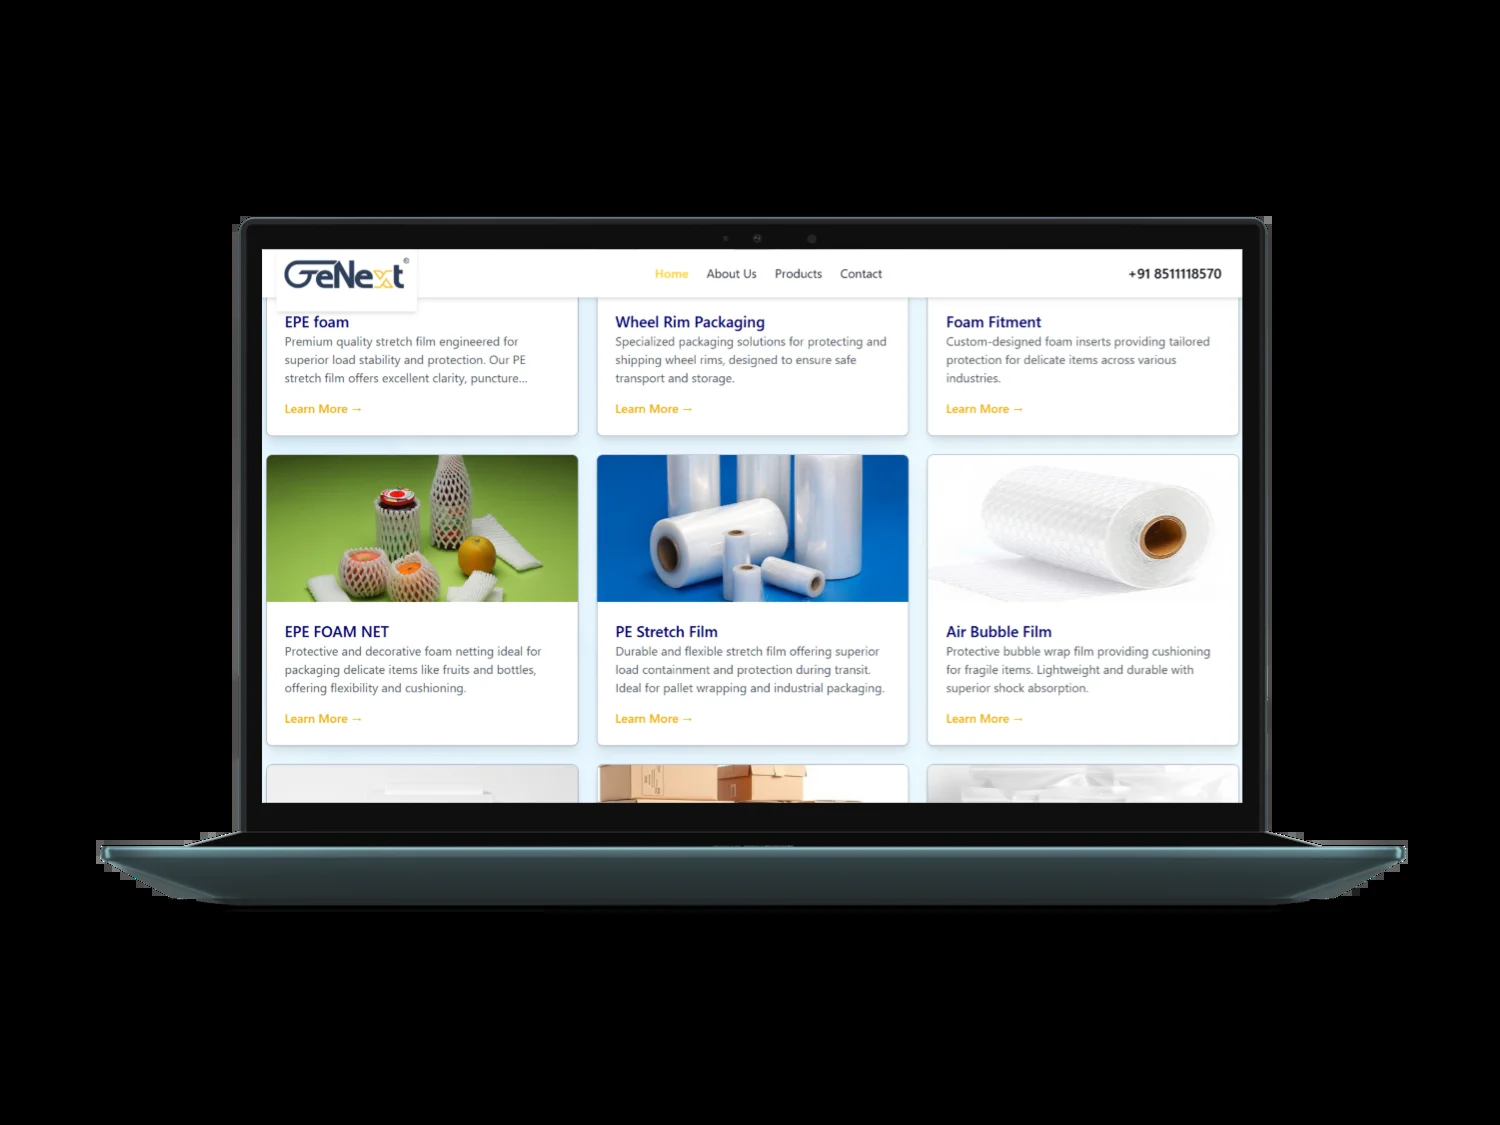 GeNext®
Home About Us Products Contact
+91 8511118570
EPE foam
Premium quality stretch film engineered for
superior load stability and protection. Our PE
stretch film offers excellent clarity, puncture...
Learn More →
Wheel Rim Packaging
Specialized packaging solutions for protecting and
shipping wheel rims, designed to ensure safe
transport and storage.
Learn More →
Foam Fitment
Custom-designed foam inserts providing tailored
protection for delicate items across various
industries.
Learn More →
EPE FOAM NET
Protective and decorative foam netting ideal for
packaging delicate items like fruits and bottles,
offering flexibility and cushioning.
Learn More →
PE Stretch Film
Durable and flexible stretch film offering superior
load containment and protection during transit.
Ideal for pallet wrapping and industrial packaging.
Learn More →
Air Bubble Film
Protective bubble wrap film providing cushioning
for fragile items. Lightweight and durable with
superior shock absorption.
Learn More →